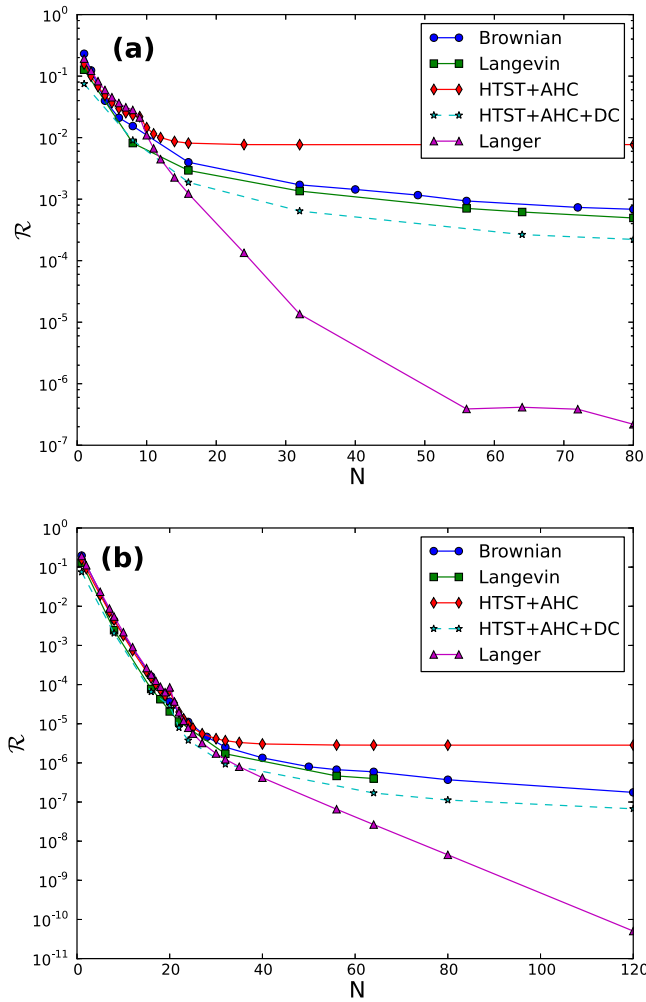 (a)
Brownian
Langevin
HTST+AHC
HTST+AHC+DC
Langer
10^0
10^-1
10^-2
10^-3
10^-4
10^-5
10^-6
10^-7
ℛ
0 10 20 30 40 50 60 70 80
N
(b)
Brownian
Langevin
HTST+AHC
HTST+AHC+DC
Langer
10^0
10^-1
10^-2
10^-3
10^-4
10^-5
10^-6
10^-7
10^-8
10^-9
10^-10
10^-11
ℛ
0 20 40 60 80 100 120
N